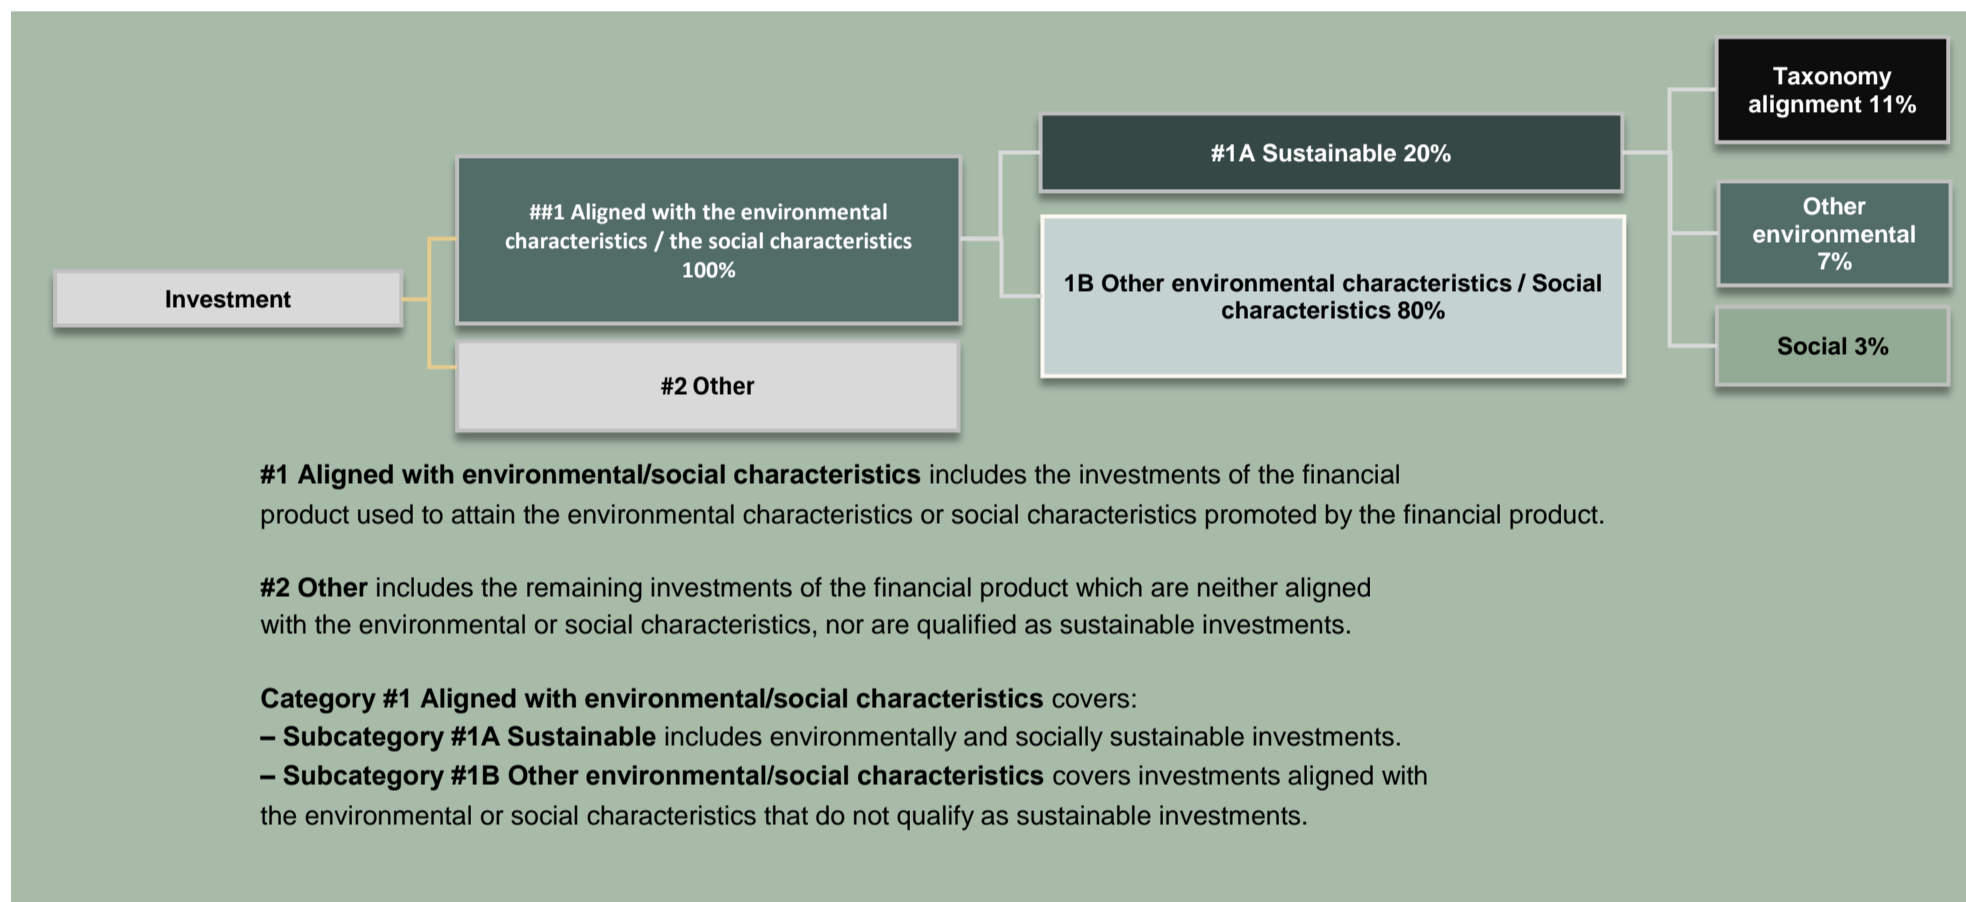 Taxonomy
alignment 11%
#1A Sustainable 20%
##1 Aligned with the environmental
characteristics / the social characteristics
100%
Other
environmental
7%
1B Other environmental characteristics / Social
characteristics 80%
Investment
Social 3%
#2 Other
#1 Aligned with environmental/social characteristics includes the investments of the financial
product used to attain the environmental characteristics or social characteristics promoted by the financial product.
#2 Other includes the remaining investments of the financial product which are neither aligned
with the environmental or social characteristics, nor are qualified as sustainable investments.
Category #1 Aligned with environmental/social characteristics covers:
– Subcategory #1A Sustainable includes environmentally and socially sustainable investments.
– Subcategory #1B Other environmental/social characteristics covers investments aligned with
the environmental or social characteristics that do not qualify as sustainable investments.